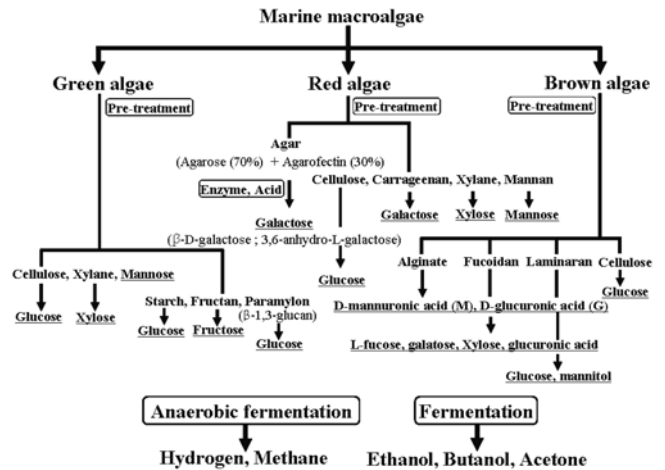 Marine macroalgae
Green algae
Red algae
Brown algae
Pre-treatment
Pre-treatment
Pre-treatment
Agar
(Agarose (70%) + Agarofectin (30%)
Cellulose, Carrageenan, Xylane, Mannan
Enzyme, Acid
Galactose
Galactose
Xylose
Mannose
(β-D-galactose ; 3,6-anhydro-L-galactose)
Glucose
Cellulose, Xylane, Mannose
Glucose
Xylose
Starch, Fructan, Paramylon
(β-1,3-glucan)
Glucose
Fructose
Glucose
Alginate
Fucoidan
Laminaran
Cellulose
Glucose
D-mannuronic acid (M), D-glucuronic acid (G)
L-fucose, galatose, Xylose, glucuronic acid
Glucose, mannitol
Anaerobic fermentation
Fermentation
Hydrogen, Methane
Ethanol, Butanol, Acetone